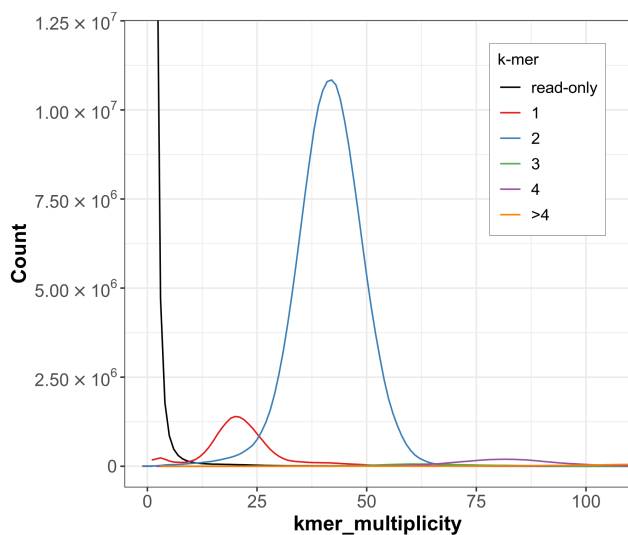 1.25 × 10⁷
1.00 × 10⁷
7.50 × 10⁶
5.00 × 10⁶
2.50 × 10⁶
0
Count
k-mer
read-only
1
2
3
4
>4
0 25 50 75 100
kmer_multiplicity